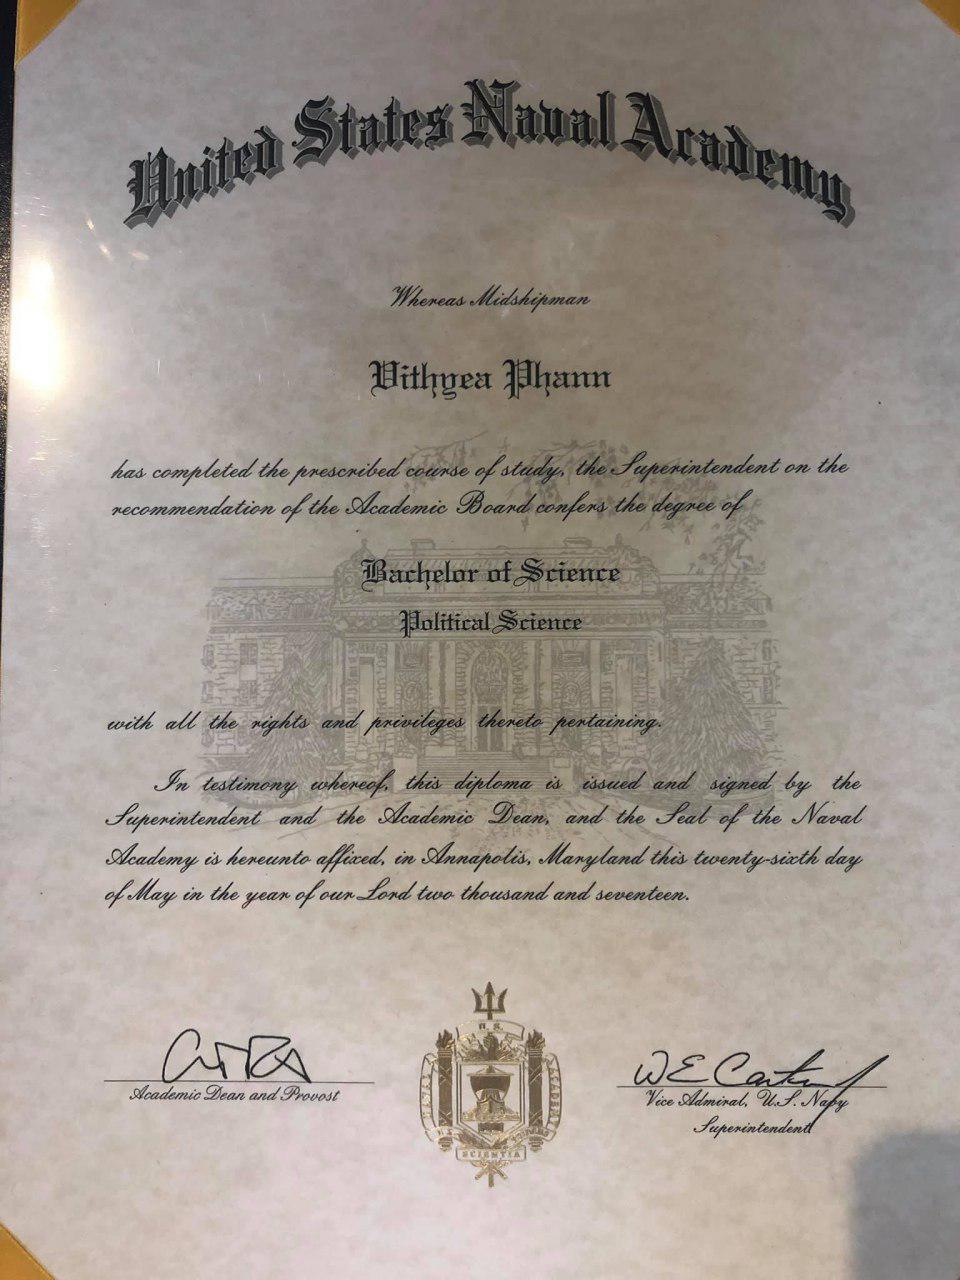 United States Naval Academy
Whereas Midshipman
Vithyea Phann
has completed the prescribed course of study, the Superintendent on the
recommendation of the Academic Board confers the degree of
Bachelor of Science
Political Science
with all the rights and privileges thereto pertaining.
In testimony whereof, this diploma is issued and signed by the
Superintendent and the Academic Dean, and the Seal of the Naval
Academy is hereunto affixed, in Annapolis, Maryland this twenty-sixth day
of May in the year of our Lord two thousand and seventeen.
W E Carter
Academic Dean and Provost
Vice Admiral, U.S. Navy
Superintendent
SCIENTIA